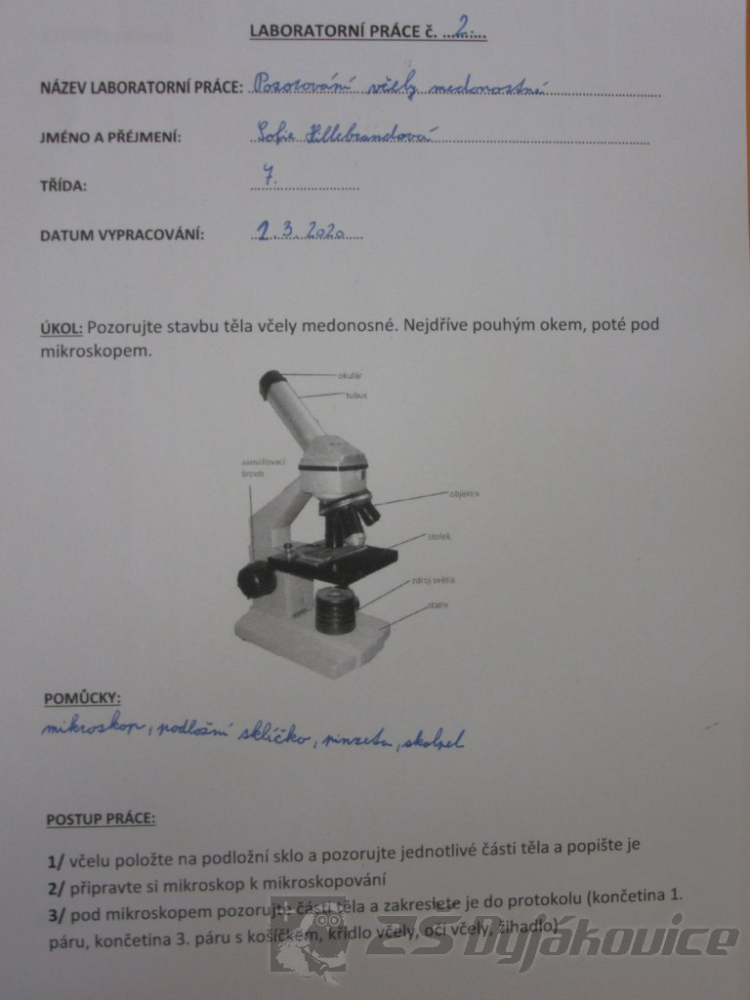 LABORATORNÍ PRÁCE č. ...2....
NÁZEV LABORATORNÍ PRÁCE: Pozorování včely medonostné
JMÉNO A PŘÉJMENÍ: Sofie Hillebrandová
TŘÍDA: 7.
DATUM VYPRACOVÁNÍ: 1.3.2020
ÚKOL: Pozorujte stavbu těla včely medonosné. Nejdříve pouhým okem, poté pod
mikroskopem.
okulár
tubus
zaostřovací
šroub
objektiv
stolek
zdroj světla
stativ
POMŮCKY:
mikroskop, podložní sklíčko, pinzeta, skalpel
POSTUP PRÁCE:
1/ včelu položte na podložní sklo a pozorujte jednotlivé části těla a popište je
2/ připravte si mikroskop k mikroskopování
3/ pod mikroskopem pozorujte části těla a zakreslete je do protokolu (končetina 1.
páru, končetina 3. páru s košíčkem, křídlo včely, oči včely, žihadlo)
ZŠ Dyjákovice